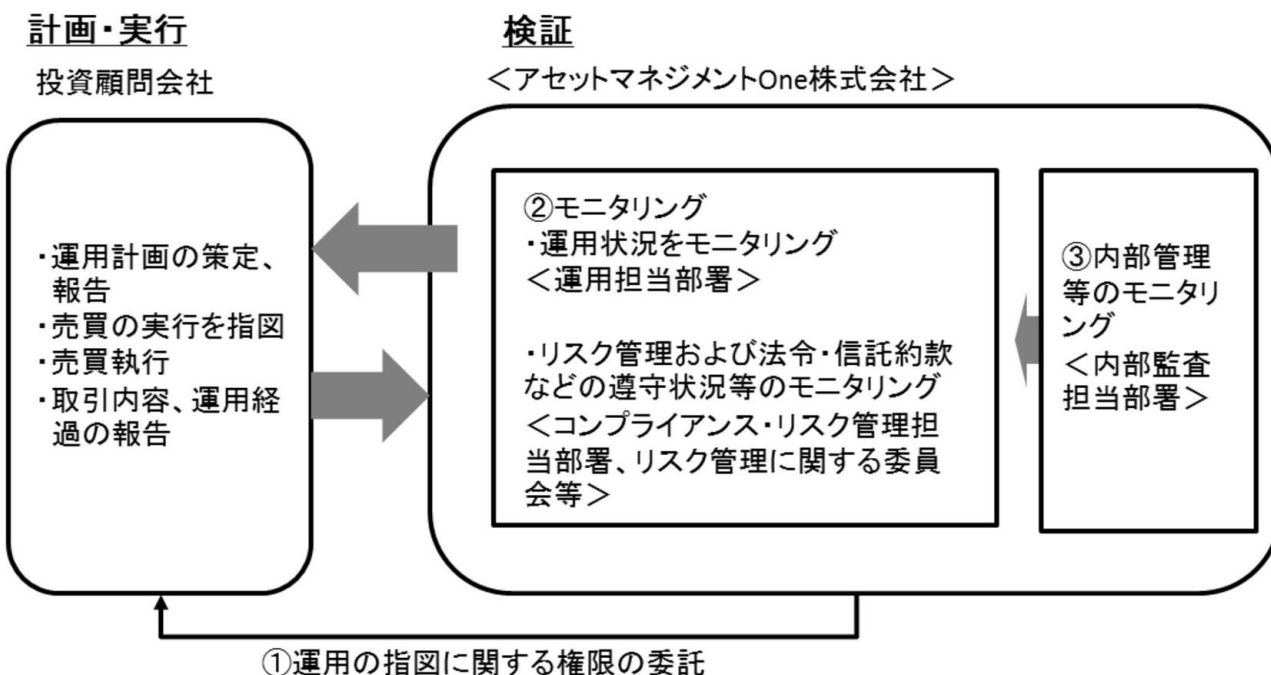 計画・実行
投資顧問会社
・運用計画の策定、
報告
・売買の実行を指図
・売買執行
・取引内容、運用経
過の報告
検証
＜アセットマネジメントOne株式会社＞
②モニタリング
・運用状況をモニタリング
＜運用担当部署＞
・リスク管理および法令・信託約款
などの遵守状況等のモニタリング
＜コンプライアンス・リスク管理担
当部署、リスク管理に関する委員
会等＞
③内部管理
等のモニタリ
ング
＜内部監査
担当部署＞
①運用の指図に関する権限の委託